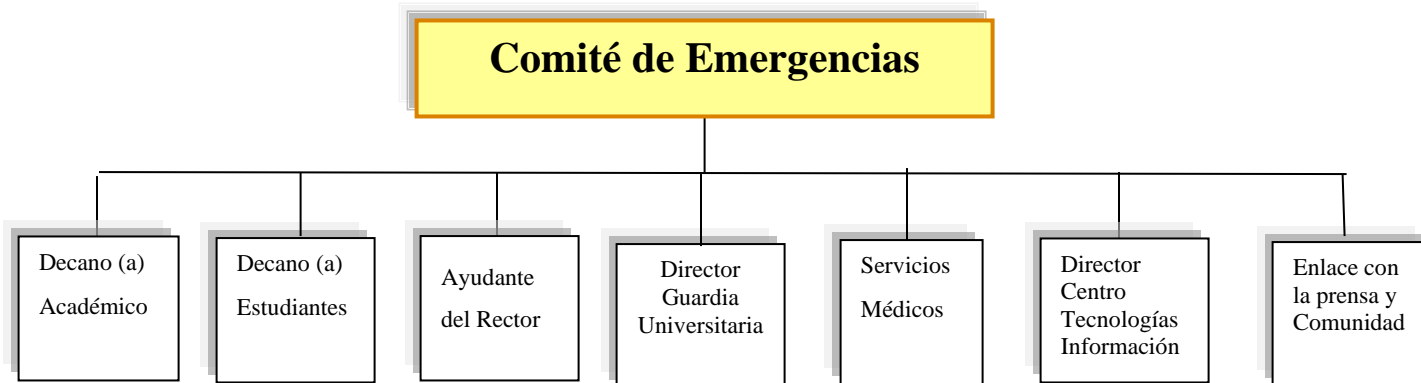 Comité de Emergencias
Decano (a)
Académico
Decano (a)
Estudiantes
Ayudante
del Rector
Director
Guardia
Universitaria
Servicios
Médicos
Director
Centro
Tecnologías
Información
Enlace con
la prensa y
Comunidad